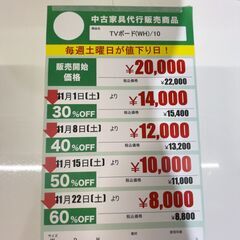 中古家具代行販売商品
TVボード(WH)/10
毎週土曜日が値下り日！
販売開始
価格
¥20,000
税込価格 ¥22,000
11月1日(土) より
30%OFF
¥14,000
税込価格 ¥15,400
11月8日(土) より
40%OFF
¥12,000
税込価格 ¥13,200
11月15日(土) より
50%OFF
¥10,000
税込価格 ¥11,000
11月22日(土) より
60%OFF
¥8,000
税込価格 ¥8,800
サイズ
W D H